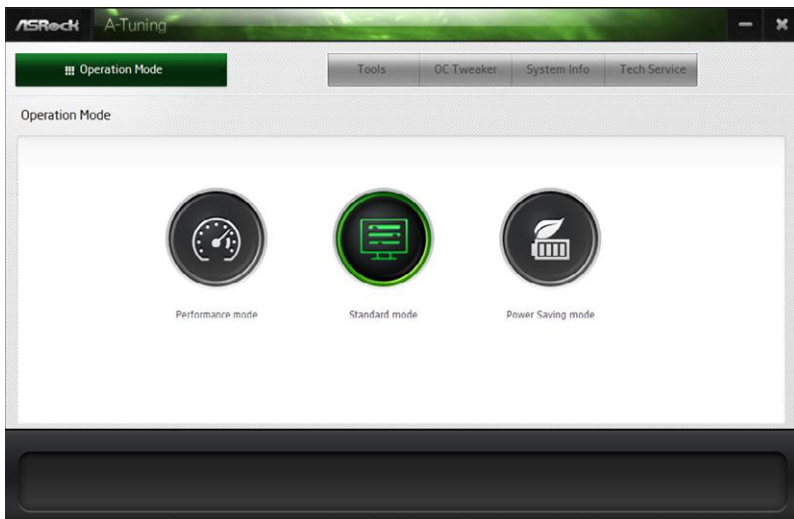 ASRock A-Tuning
Operation Mode Tools OC Tweaker System Info Tech Service
Operation Mode
Performance mode Standard mode Power Saving mode